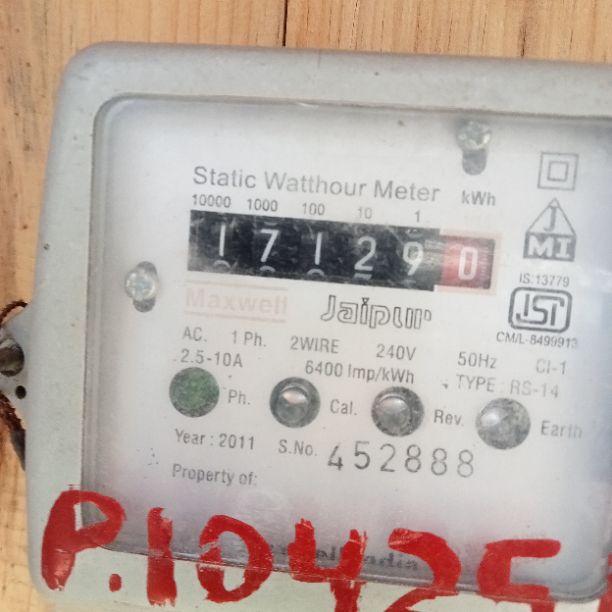 Static Watthour Meter kWh
10000 1000 100 10 1
1 7 1 2 9 0
J
MI
IS:13779
Maxwell Jaipur
ISI
CM/L-8499913
AC. 1 Ph. 2WIRE 240V 50Hz Cl-1
2.5-10A 6400 Imp/kWh TYPE : RS-14
Ph. Cal. Rev. Earth
Year : 2011 S.No. 452888
Property of:
P.10425